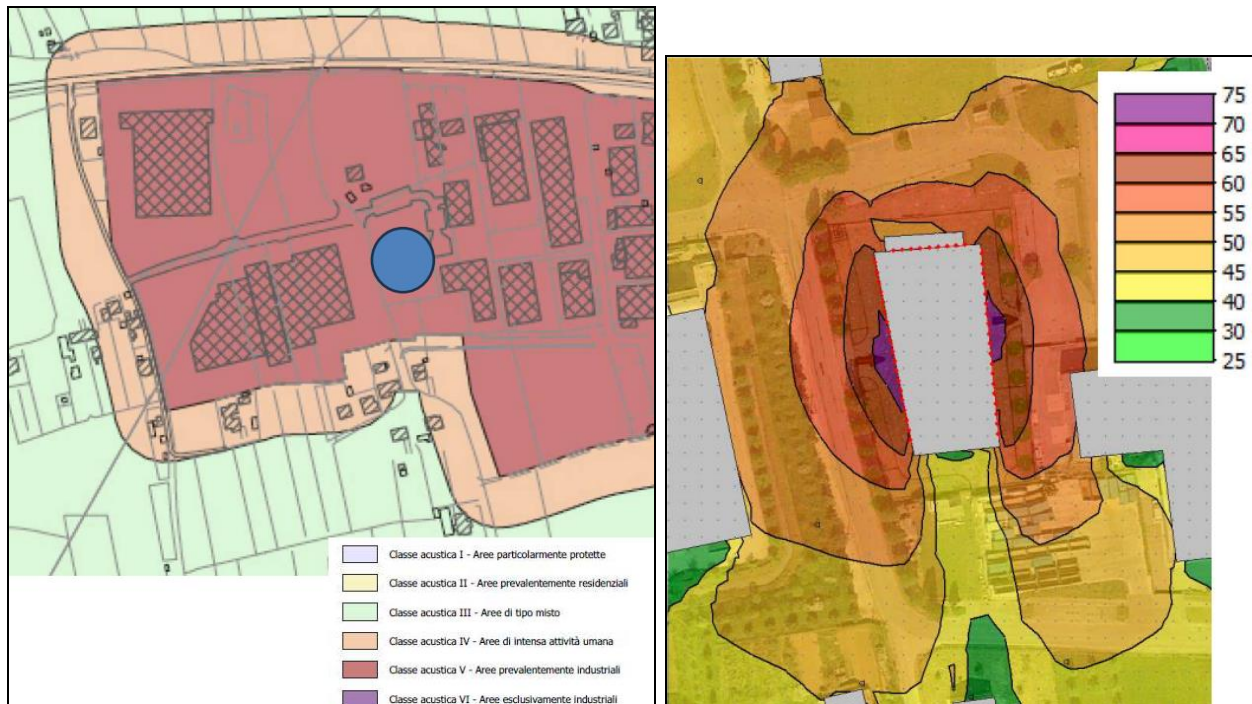 Classe acustica I - Aree particolarmente protette
Classe acustica II - Aree prevalentemente residenziali
Classe acustica III - Aree di tipo misto
Classe acustica IV - Aree di intensa attività umana
Classe acustica V - Aree prevalentemente industriali
Classe acustica VI - Aree esclusivamente industriali
75
70
65
60
55
50
45
40
30
25